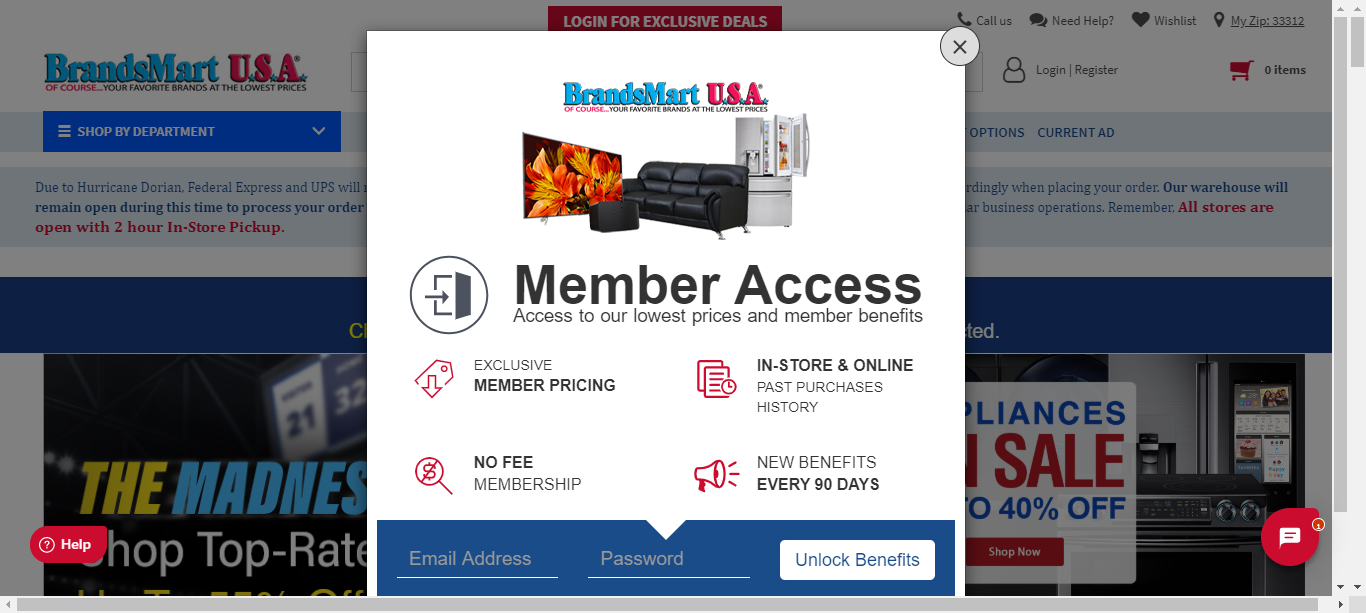 LOGIN FOR EXCLUSIVE DEALS
Call us
Need Help?
Wishlist
My Zip: 33312
BrandsMart U.S.A.
OF COURSE...YOUR FAVORITE BRANDS AT THE LOWEST PRICES
Login | Register
0 items
SHOP BY DEPARTMENT
OPTIONS
CURRENT AD
Due to Hurricane Dorian, Federal Express and UPS will
rdingly when placing your order. Our warehouse will
remain open during this time to process your order
ar business operations. Remember, All stores are
open with 2 hour In-Store Pickup.
BrandsMart U.S.A.
OF COURSE...YOUR FAVORITE BRANDS AT THE LOWEST PRICES
Member Access
Access to our lowest prices and member benefits
EXCLUSIVE
MEMBER PRICING
IN-STORE & ONLINE
PAST PURCHASES
HISTORY
NO FEE
MEMBERSHIP
NEW BENEFITS
EVERY 90 DAYS
Email Address
Password
Unlock Benefits
cted.
21
32
THE MADNES
Shop Top-Rate
Up To 55% Off
PLIANCES
N SALE
TO 40% OFF
Shop Now
Help
1